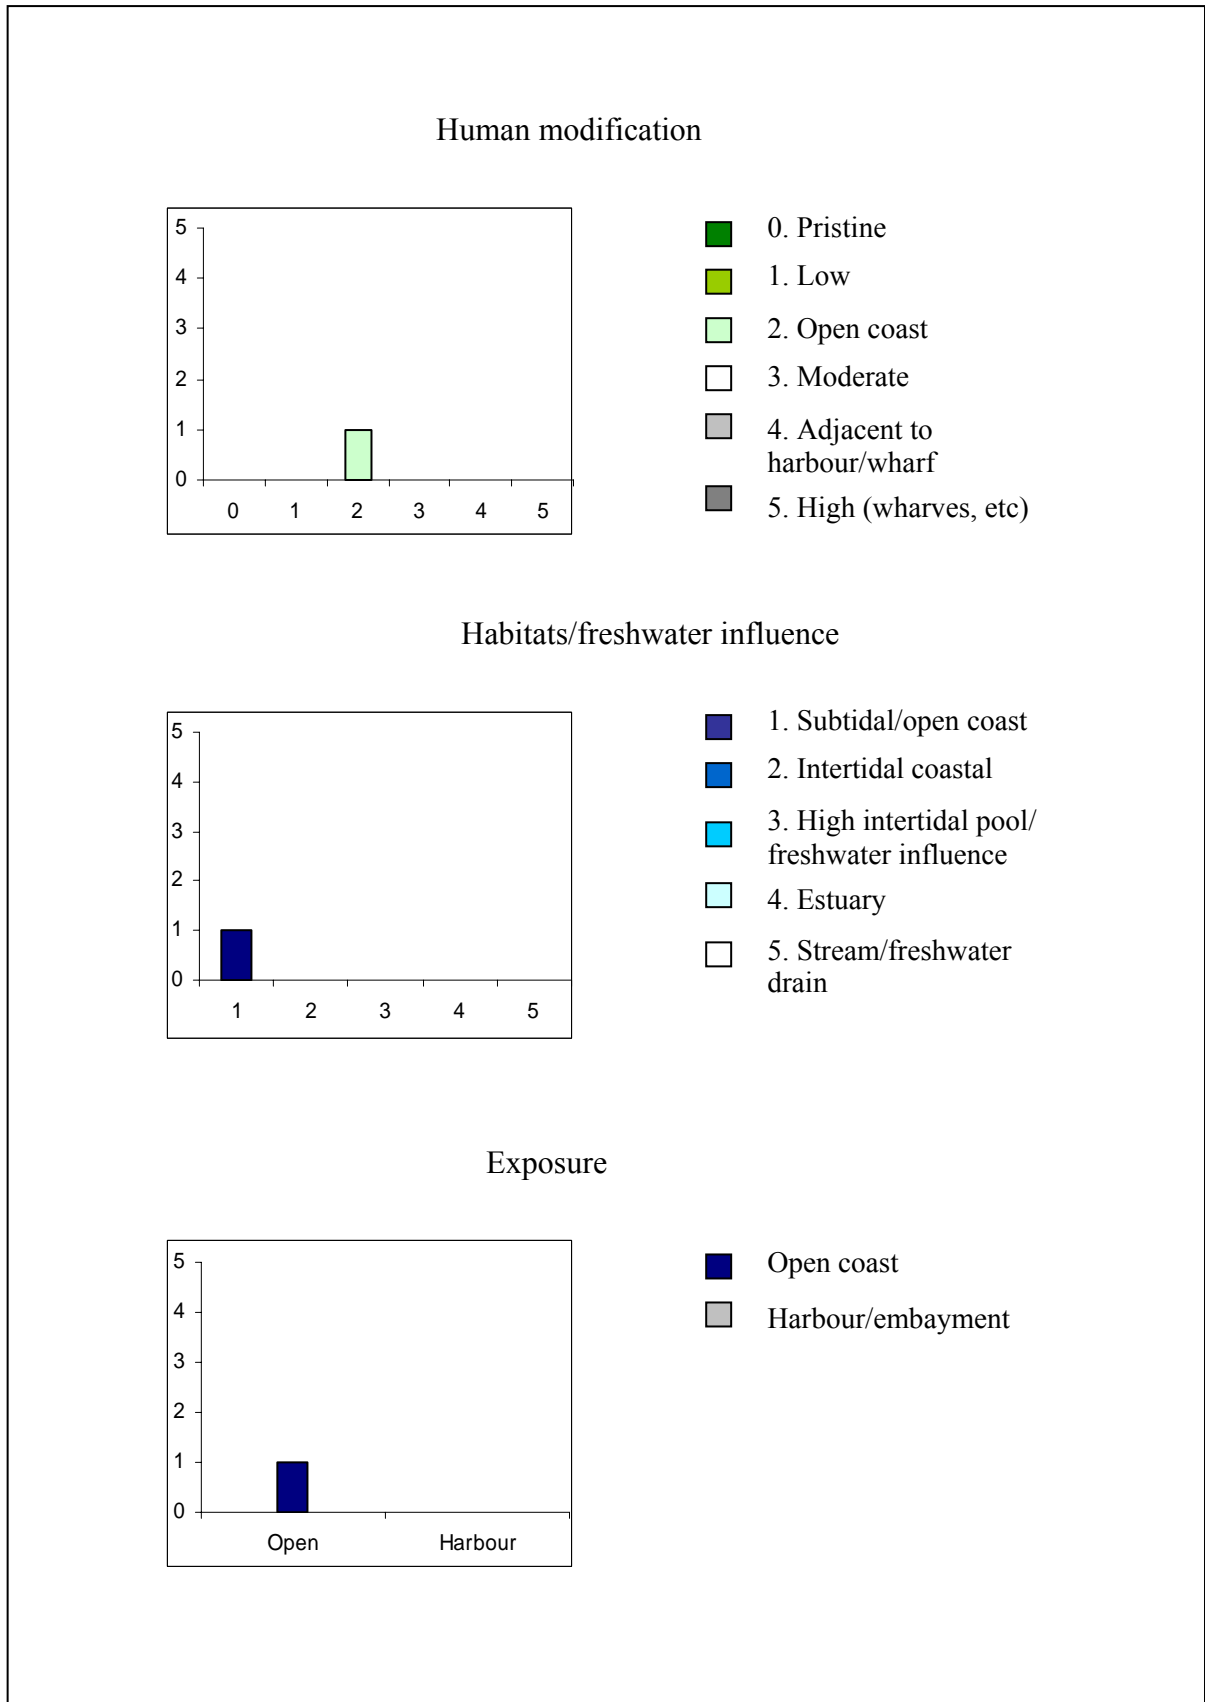 Human modification
5
4
3
2
1
0
0 1 2 3 4 5
0. Pristine
1. Low
2. Open coast
3. Moderate
4. Adjacent to
harbour/wharf
5. High (wharves, etc)
Habitats/freshwater influence
5
4
3
2
1
0
1 2 3 4 5
1. Subtidal/open coast
2. Intertidal coastal
3. High intertidal pool/
freshwater influence
4. Estuary
5. Stream/freshwater
drain
Exposure
5
4
3
2
1
0
Open Harbour
Open coast
Harbour/embayment